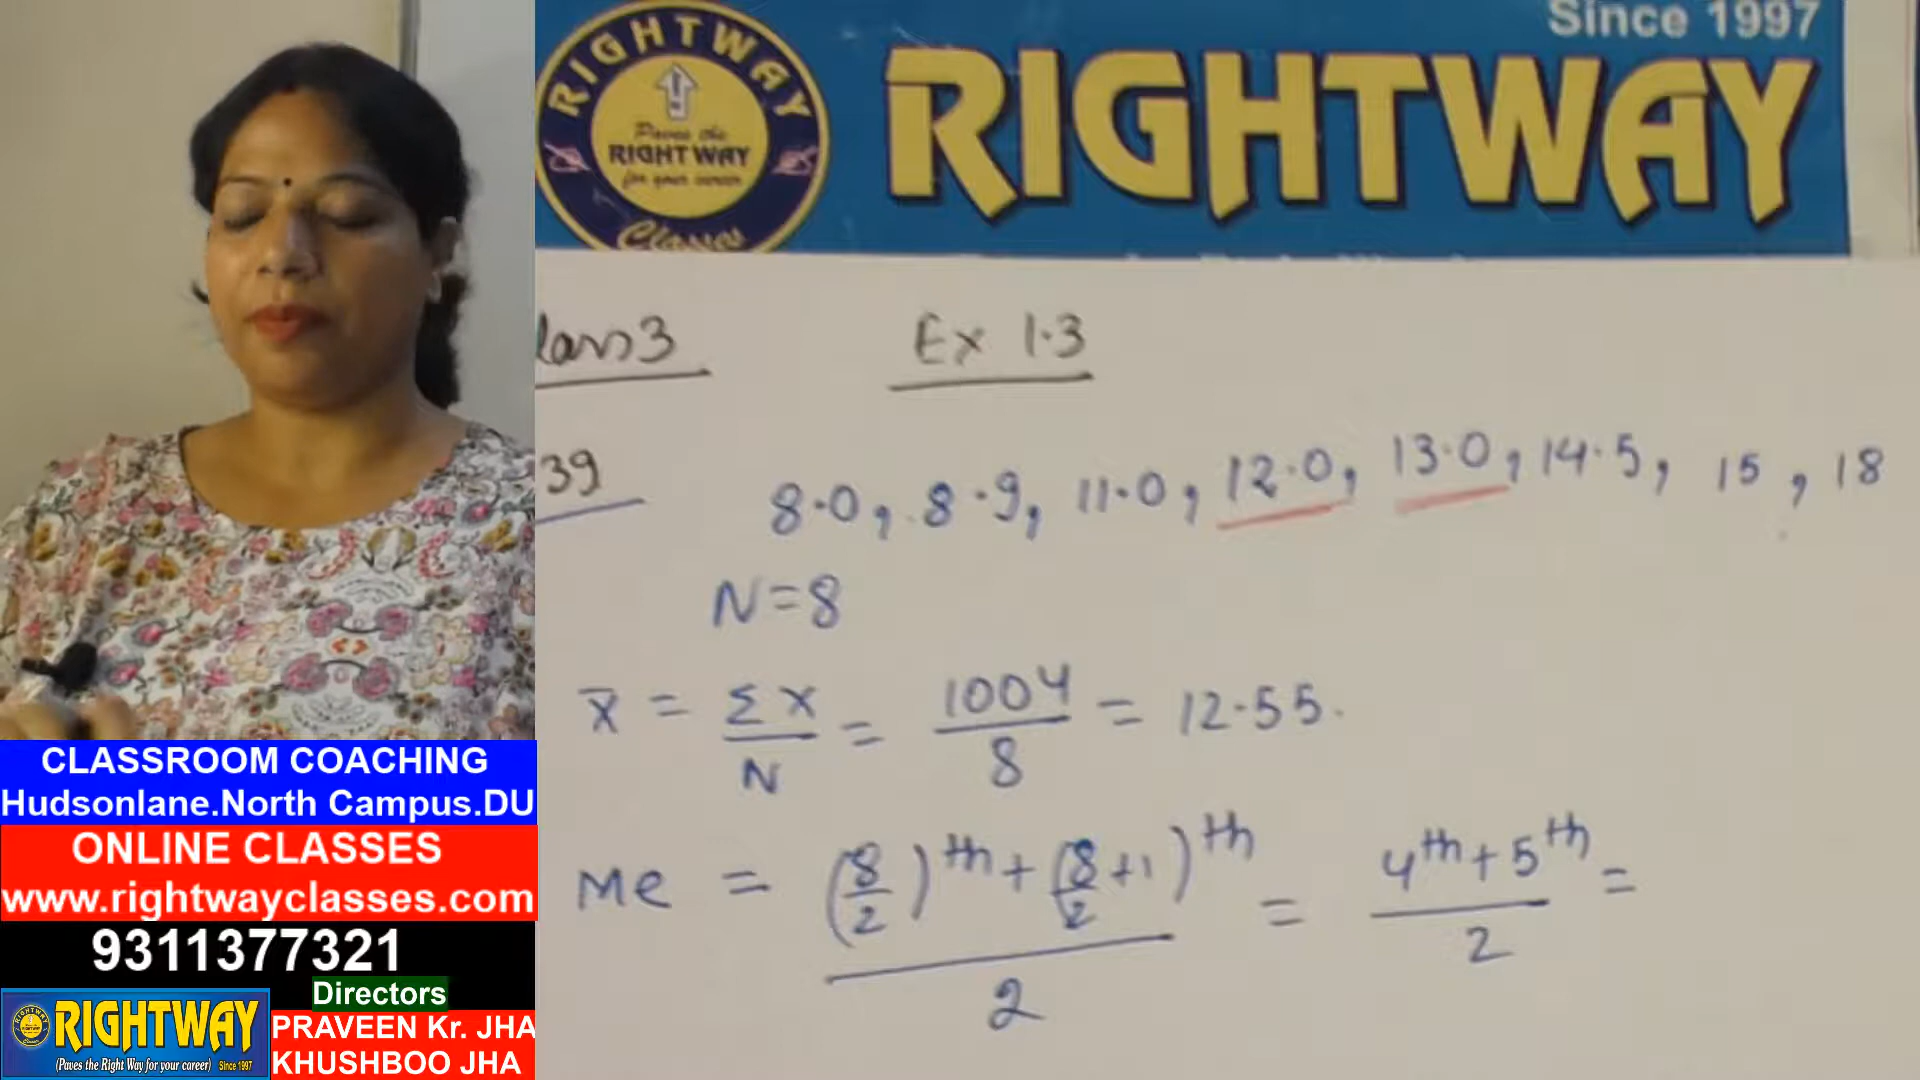 Since 1997
RIGHTWAY
RIGHTWAY
Paves the
RIGHT WAY
for your career
Classes
lass 3
Ex 1.3
39
8.0, 8.9, 11.0, 12.0, 13.0, 14.5, 15, 18
N=8
x̄ = Σx/N = 1004/8 = 12.55.
Me = ((8/2)th + (8/2+1)th)/2 = (4th + 5th)/2 =
CLASSROOM COACHING
Hudsonlane.North Campus.DU
ONLINE CLASSES
www.rightwayclasses.com
9311377321
Directors
PRAVEEN Kr. JHA
KHUSHBOO JHA
RIGHTWAY
(Paves the Right Way for your career) Since 1997